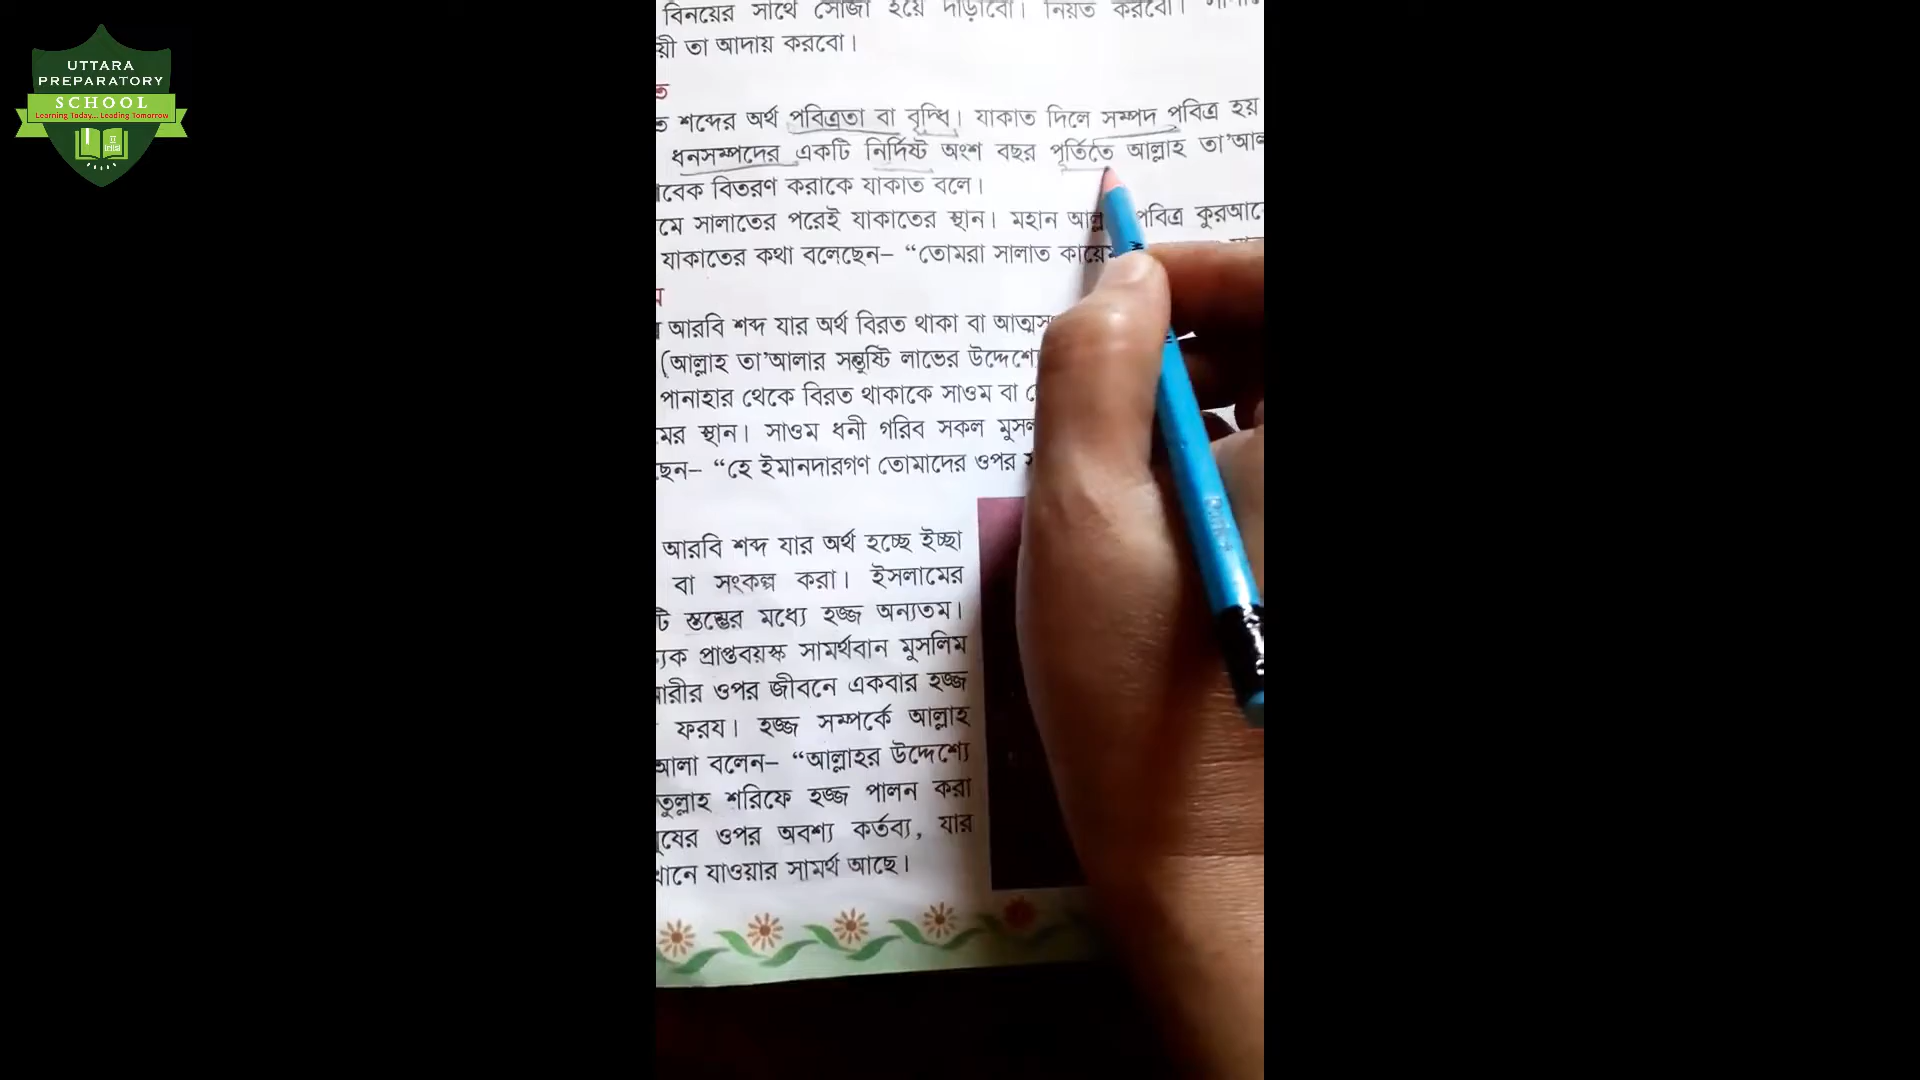 UTTARA
PREPARATORY
SCHOOL
Learning Today... Leading Tomorrow
বিনয়ের সাথে সোজা হয়ে দাঁড়াবো। নিয়ত করবো।
তা আদায় করবো।
শব্দের অর্থ পবিত্রতা বা বৃদ্ধি। যাকাত দিলে সম্পদ পবিত্র হয়
ধনসম্পদের একটি নির্দিষ্ট অংশ বছর পূর্তিতে আল্লাহ তা’আল
বিতরণ করাকে যাকাত বলে।
সালাতের পরেই যাকাতের স্থান। মহান আল্ল পবিত্র কুরআনে
যাকাতের কথা বলেছেন– “তোমরা সালাত কায়েম
আরবি শব্দ যার অর্থ বিরত থাকা বা আত্মস
(আল্লাহ তা’আলার সন্তুষ্টি লাভের উদ্দেশ্যে
পানাহার থেকে বিরত থাকাকে সাওম বা
মের স্থান। সাওম ধনী গরিব সকল মুসল
ছেন– “হে ইমানদারগণ তোমাদের ওপর স
আরবি শব্দ যার অর্থ হচ্ছে ইচ্ছা
বা সংকল্প করা। ইসলামের
টি স্তম্ভের মধ্যে হজ্জ অন্যতম।
্যেক প্রাপ্তবয়স্ক সামর্থবান মুসলিম
নারীর ওপর জীবনে একবার হজ্জ
ফরয। হজ্জ সম্পর্কে আল্লাহ
আলা বলেন– “আল্লাহর উদ্দেশ্যে
তুল্লাহ শরিফে হজ্জ পালন করা
ষের ওপর অবশ্য কর্তব্য, যার
খানে যাওয়ার সামর্থ আছে।